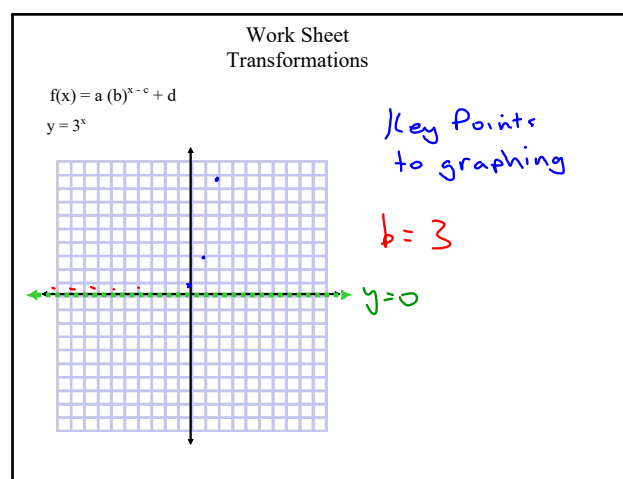 Work Sheet
Transformations
f(x) = a (b)^{x - c} + d
y = 3^x
Key Points
to graphing
b = 3
y=0